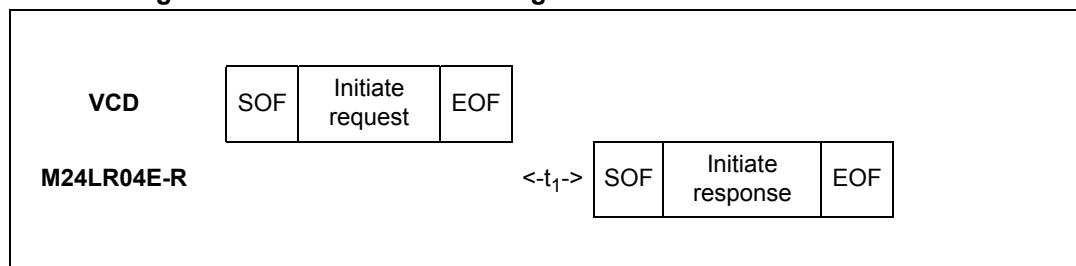 VCD SOF Initiate request EOF
M24LR04E-R <-t1-> SOF Initiate response EOF